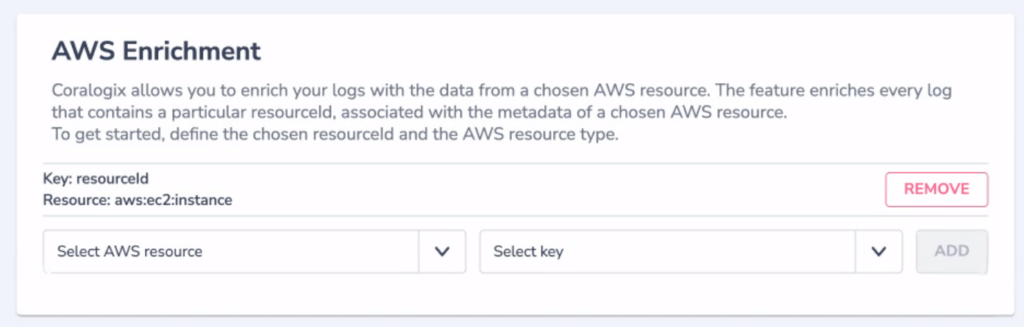 AWS Enrichment
Coralogix allows you to enrich your logs with the data from a chosen AWS resource. The feature enriches every log
that contains a particular resourceId, associated with the metadata of a chosen AWS resource.
To get started, define the chosen resourceId and the AWS resource type.
Key: resourceId
Resource: aws:ec2:instance
REMOVE
Select AWS resource
Select key
ADD